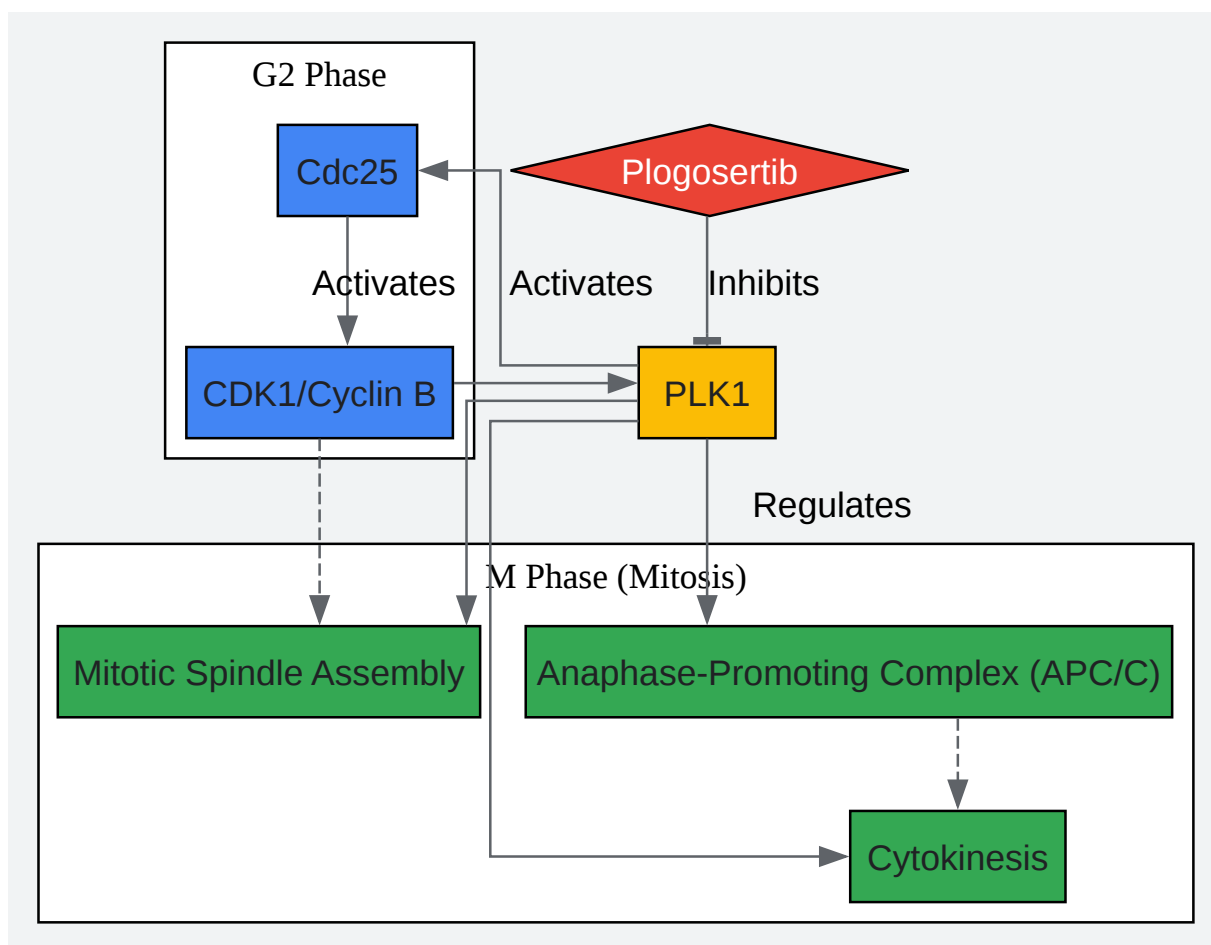 G2 Phase
Cdc25
Plogosertib
Activates
Activates
Inhibits
CDK1/Cyclin B
PLK1
Regulates
M Phase (Mitosis)
Mitotic Spindle Assembly
Anaphase-Promoting Complex (APC/C)
Cytokinesis